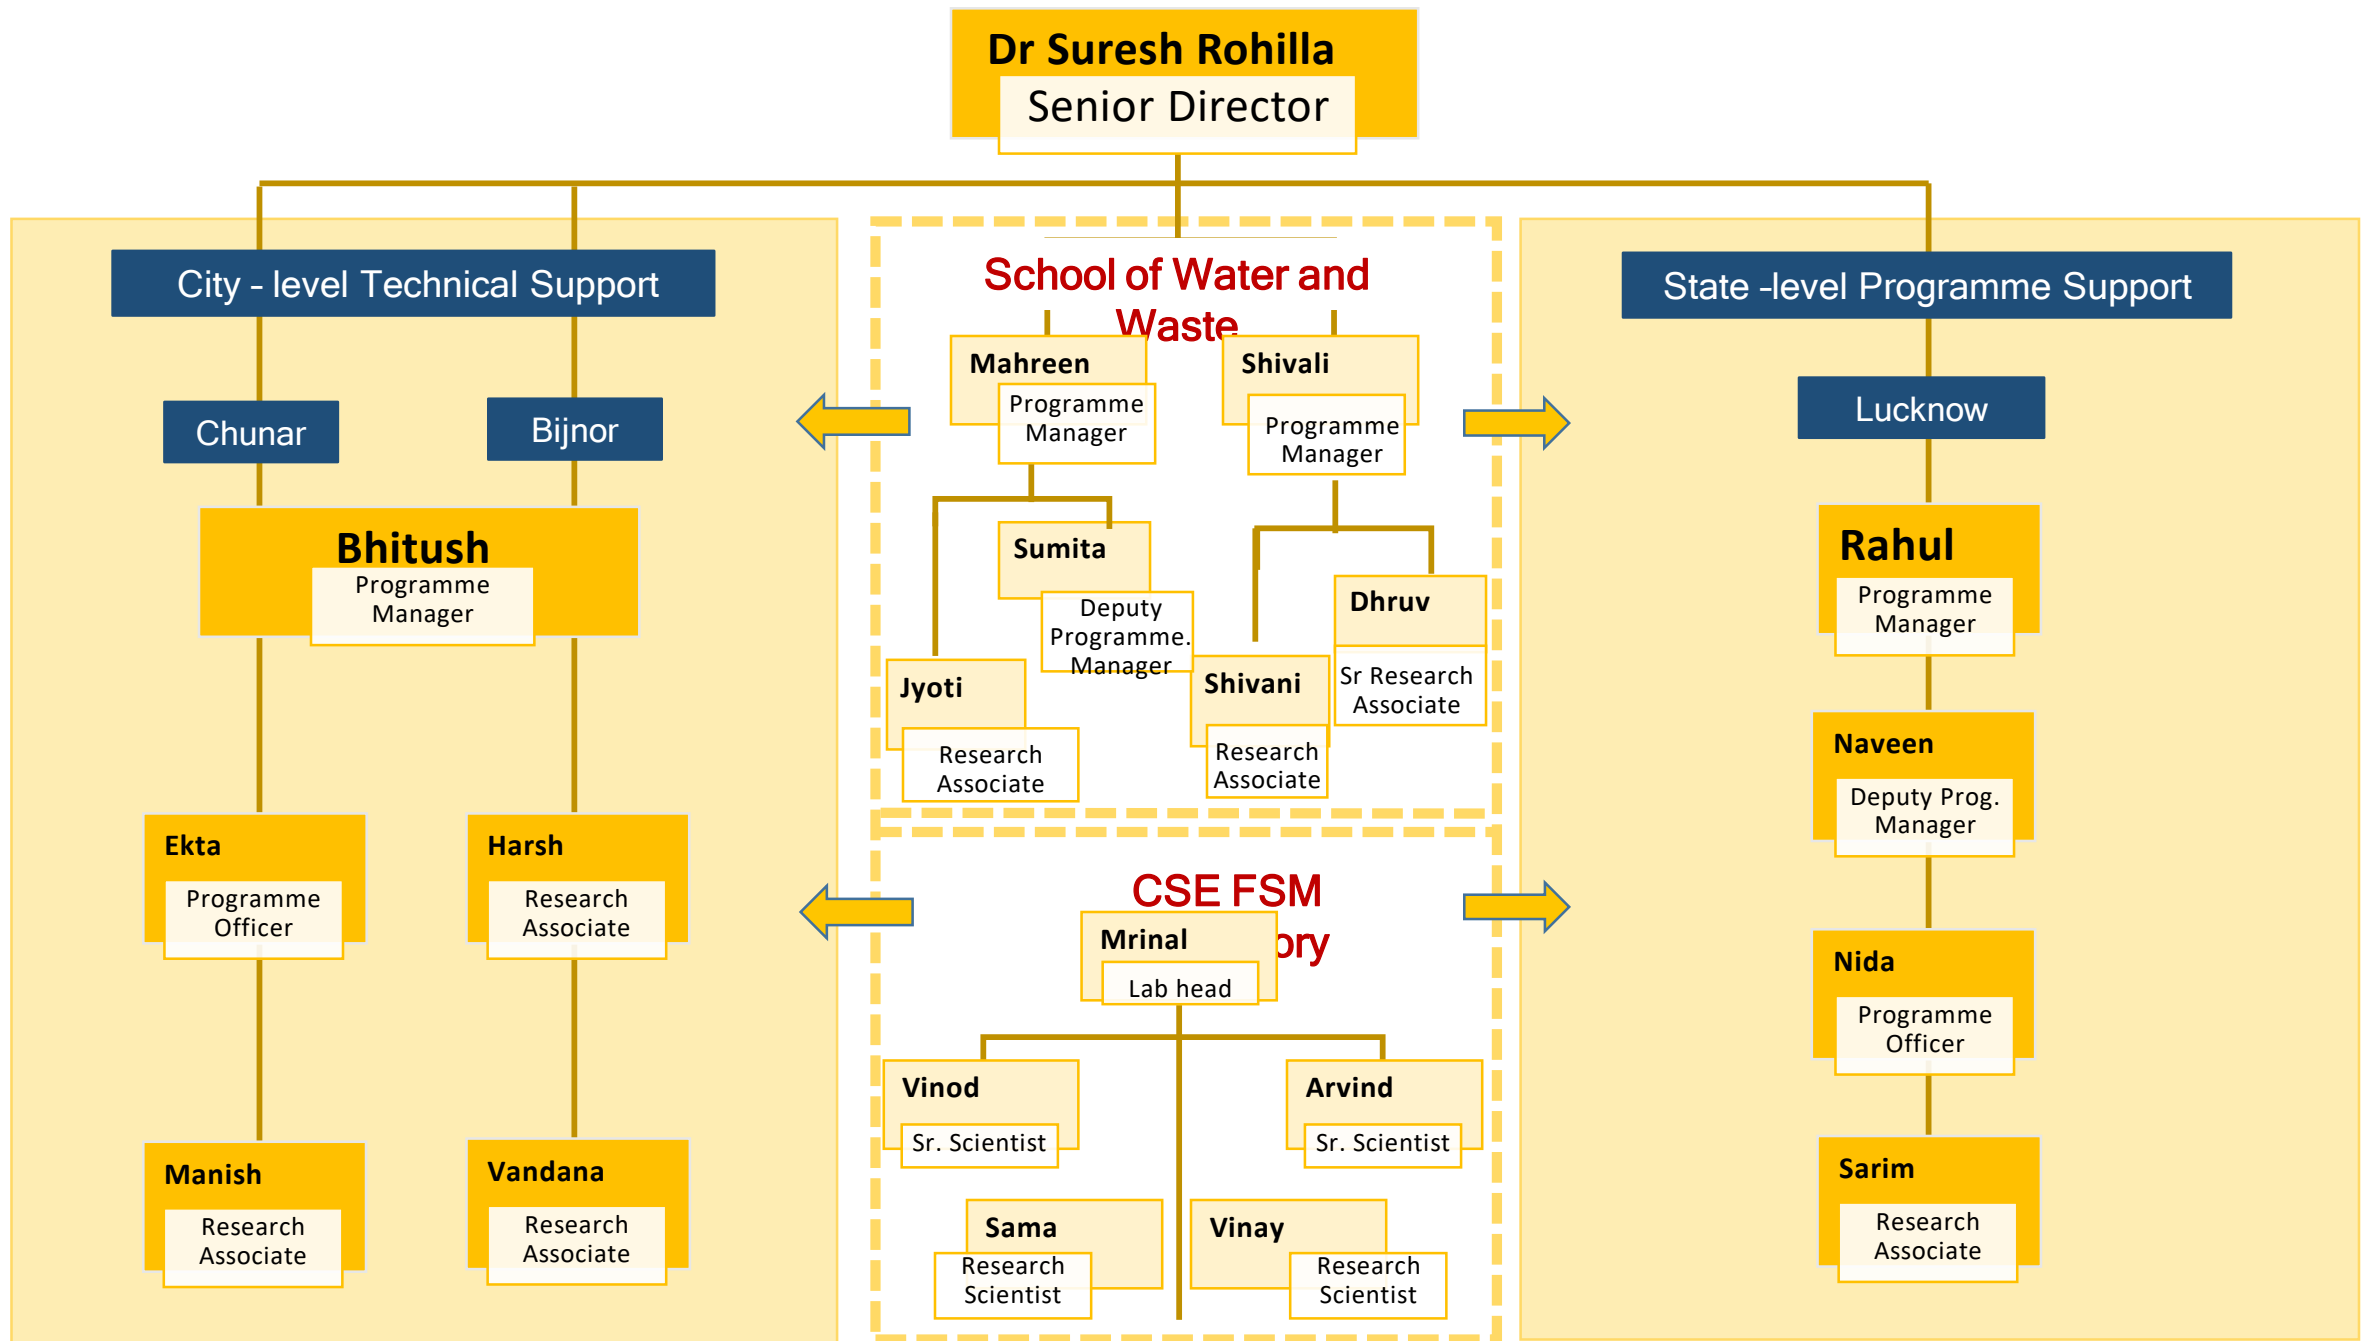 Dr Suresh Rohilla
Senior Director
City - level Technical Support
Chunar
Bijnor
Bhitush
Programme
Manager
Ekta
Programme
Officer
Harsh
Research
Associate
Manish
Research
Associate
Vandana
Research
Associate
School of Water and
Waste
Mahreen
Programme
Manager
Shivali
Programme
Manager
Sumita
Deputy
Programme.
Manager
Jyoti
Research
Associate
Dhruv
Sr Research
Associate
Shivani
Research
Associate
CSE FSM
ory
Mrinal
Lab head
Vinod
Sr. Scientist
Arvind
Sr. Scientist
Sama
Research
Scientist
Vinay
Research
Scientist
State -level Programme Support
Lucknow
Rahul
Programme
Manager
Naveen
Deputy Prog.
Manager
Nida
Programme
Officer
Sarim
Research
Associate